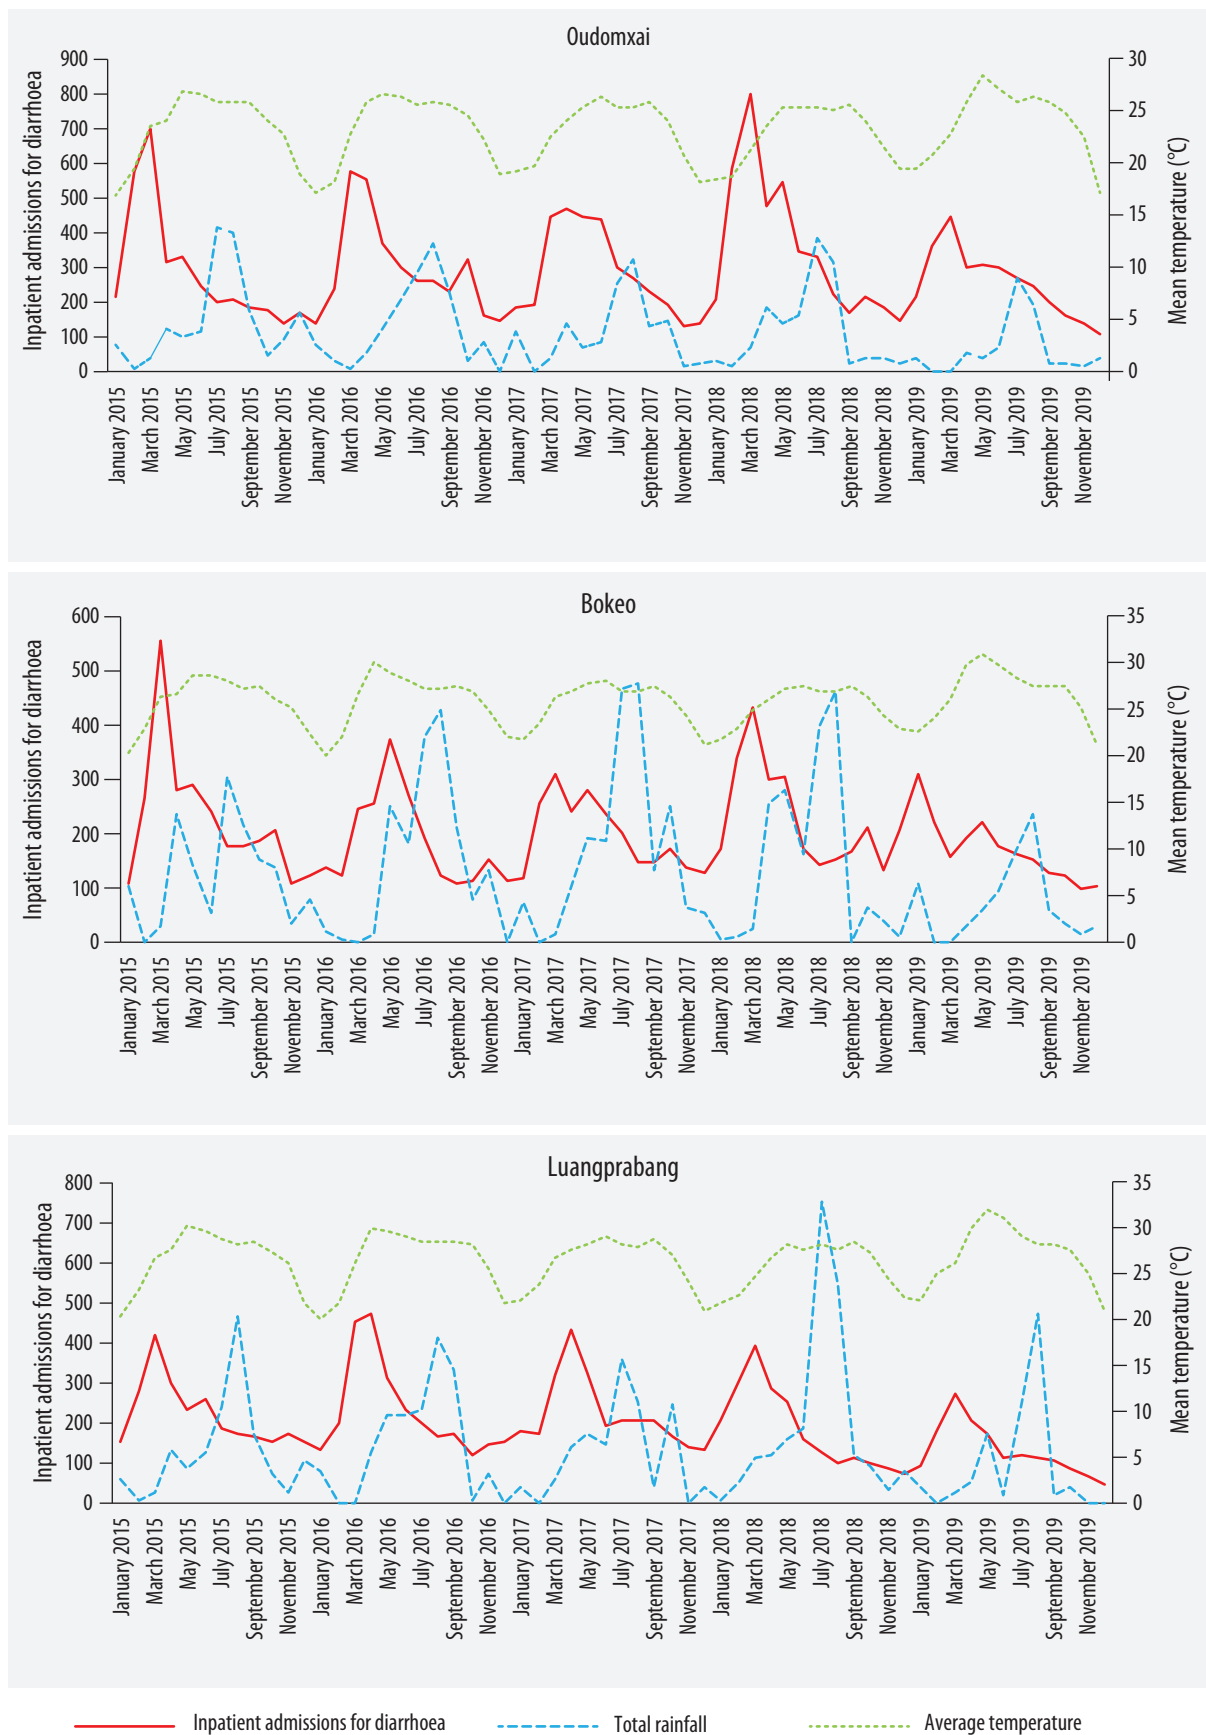 Oudomxai
Inpatient admissions for diarrhoea
900
800
700
600
500
400
300
200
100
0
30
25
20
15
10
5
0
Mean temperature (°C)
January 2015
March 2015
May 2015
July 2015
September 2015
November 2015
January 2016
March 2016
May 2016
July 2016
September 2016
November 2016
January 2017
March 2017
May 2017
July 2017
September 2017
November 2017
January 2018
March 2018
May 2018
July 2018
September 2018
November 2018
January 2019
March 2019
May 2019
July 2019
September 2019
November 2019
Bokeo
Inpatient admissions for diarrhoea
600
500
400
300
200
100
0
35
30
25
20
15
10
5
0
Mean temperature (°C)
January 2015
March 2015
May 2015
July 2015
September 2015
November 2015
January 2016
March 2016
May 2016
July 2016
September 2016
November 2016
January 2017
March 2017
May 2017
July 2017
September 2017
November 2017
January 2018
March 2018
May 2018
July 2018
September 2018
November 2018
January 2019
March 2019
May 2019
July 2019
September 2019
November 2019
Luangprabang
Inpatient admissions for diarrhoea
800
700
600
500
400
300
200
100
0
35
30
25
20
15
10
5
0
Mean temperature (°C)
January 2015
March 2015
May 2015
July 2015
September 2015
November 2015
January 2016
March 2016
May 2016
July 2016
September 2016
November 2016
January 2017
March 2017
May 2017
July 2017
September 2017
November 2017
January 2018
March 2018
May 2018
July 2018
September 2018
November 2018
January 2019
March 2019
May 2019
July 2019
September 2019
November 2019
Inpatient admissions for diarrhoea
Total rainfall
Average temperature